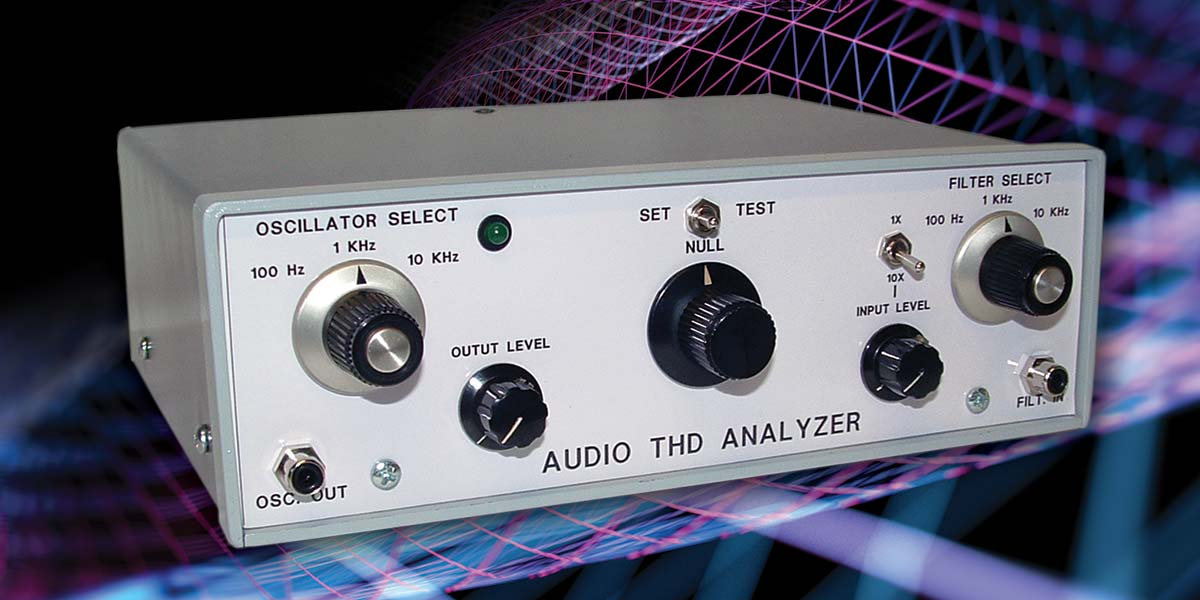 OSCILLATOR SELECT
100 Hz
1 KHz
10 KHz
OUTUT LEVEL
OSC. OUT
SET
TEST
NULL
1X
10X
INPUT LEVEL
FILTER SELECT
100 Hz
1 KHz
10 KHz
FILT. IN
AUDIO THD ANALYZER